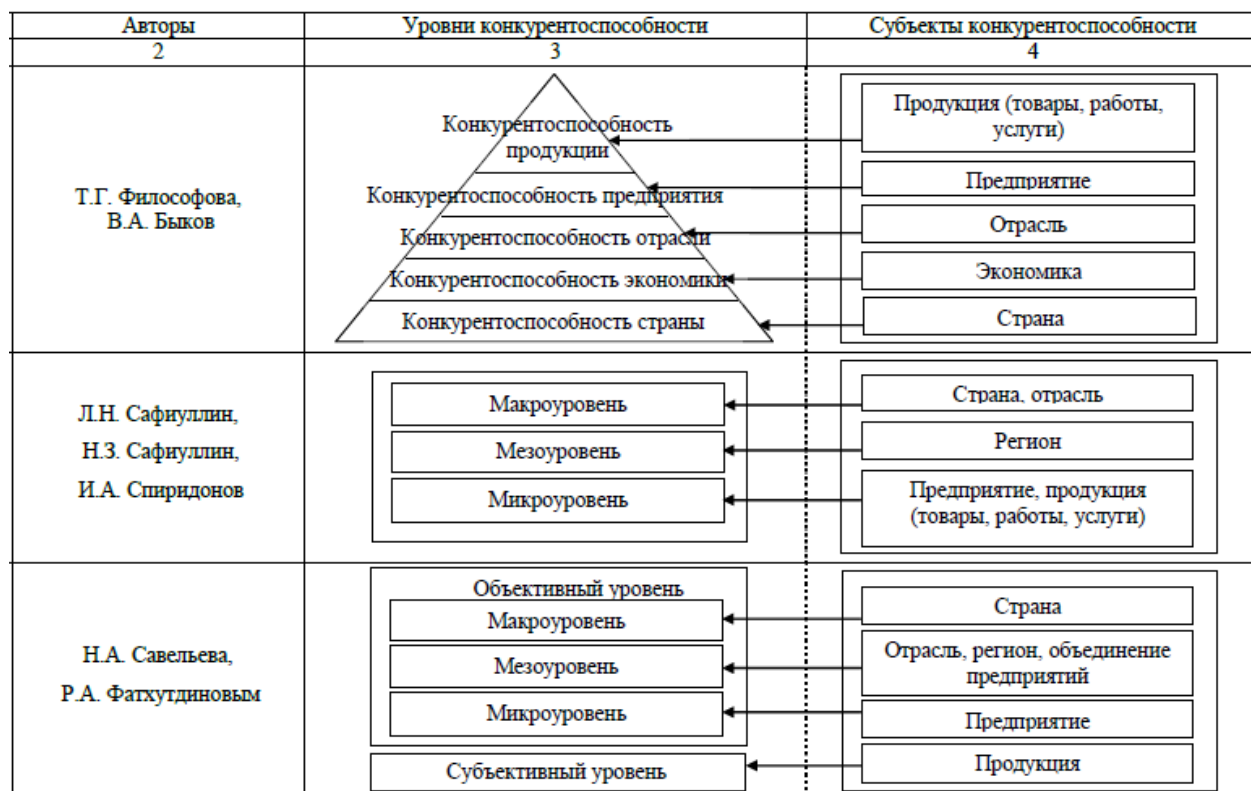 Авторы
Уровни конкурентоспособности
Субъекты конкурентоспособности
2
3
4
Т.Г. Философова,
В.А. Быков
Конкурентоспособность
продукции
Конкурентоспособность предприятия
Конкурентоспособность отрасли
Конкурентоспособность экономики
Конкурентоспособность страны
Продукция (товары, работы,
услуги)
Предприятие
Отрасль
Экономика
Страна
Л.Н. Сафиуллин,
Н.З. Сафиуллин,
И.А. Спиридонов
Макроуровень
Мезоуровень
Микроуровень
Страна, отрасль
Регион
Предприятие, продукция
(товары, работы, услуги)
Н.А. Савельева,
Р.А. Фатхутдиновым
Объективный уровень
Макроуровень
Мезоуровень
Микроуровень
Субъективный уровень
Страна
Отрасль, регион, объединение
предприятий
Предприятие
Продукция